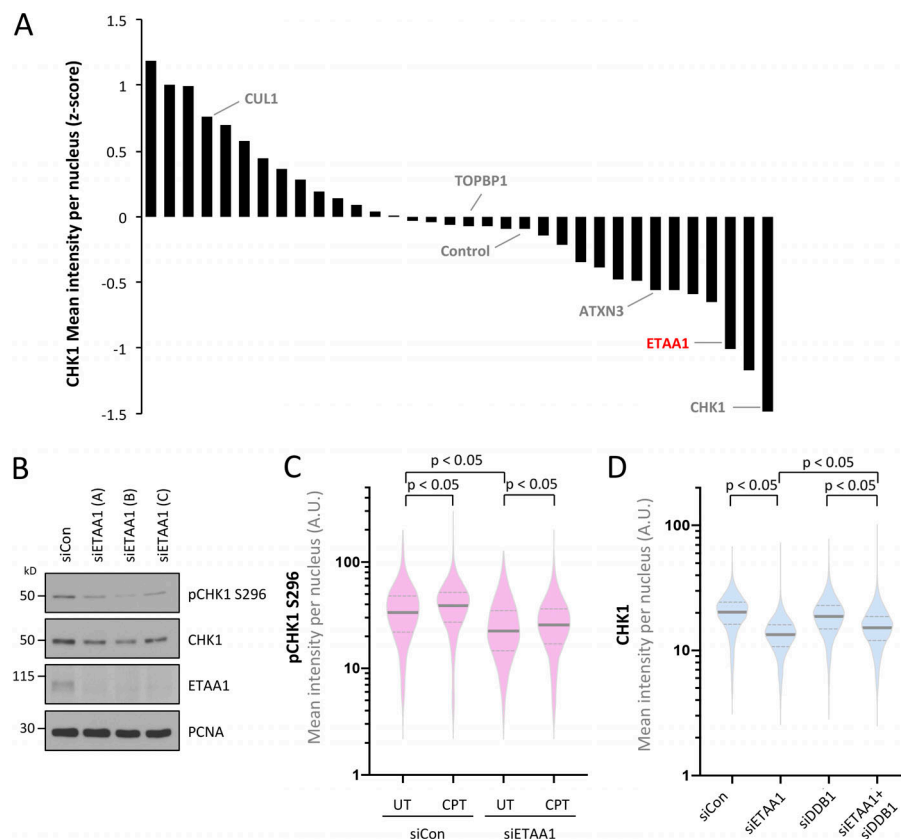 A
CHK1 Mean intensity per nucleus (z-score)
1.5
1
0.5
0
-0.5
-1
-1.5
CUL1
TOPBP1
Control
ATXN3
ETAA1
CHK1
B
siCon
siETAA1 (A)
siETAA1 (B)
siETAA1 (C)
kD
50
pCHK1 S296
50
CHK1
115
ETAA1
30
PCNA
C
pCHK1 S296
Mean intensity per nucleus (A.U.)
p < 0.05
p < 0.05
p < 0.05
100
10
1
UT
CPT
UT
CPT
siCon
siETAA1
D
CHK1
Mean intensity per nucleus (A.U.)
p < 0.05
p < 0.05
p < 0.05
100
10
1
siCon
siETAA1
siDDB1
siETAA1+
siDDB1